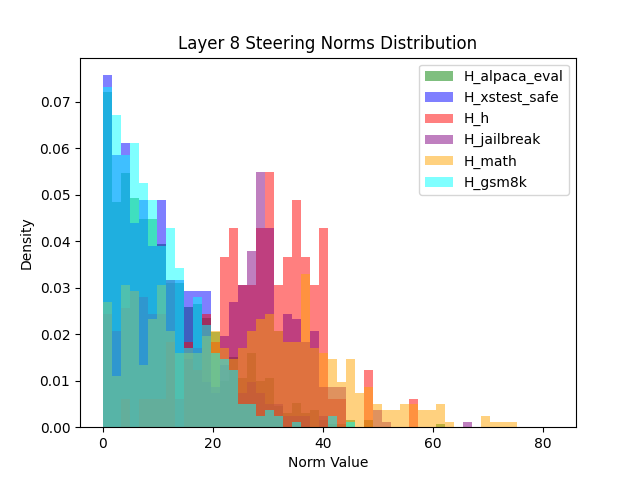 Layer 8 Steering Norms Distribution
H_alpaca_eval
H_xstest_safe
H_h
H_jailbreak
H_math
H_gsm8k
Density
0.07
0.06
0.05
0.04
0.03
0.02
0.01
0.00
0
20
40
60
80
Norm Value